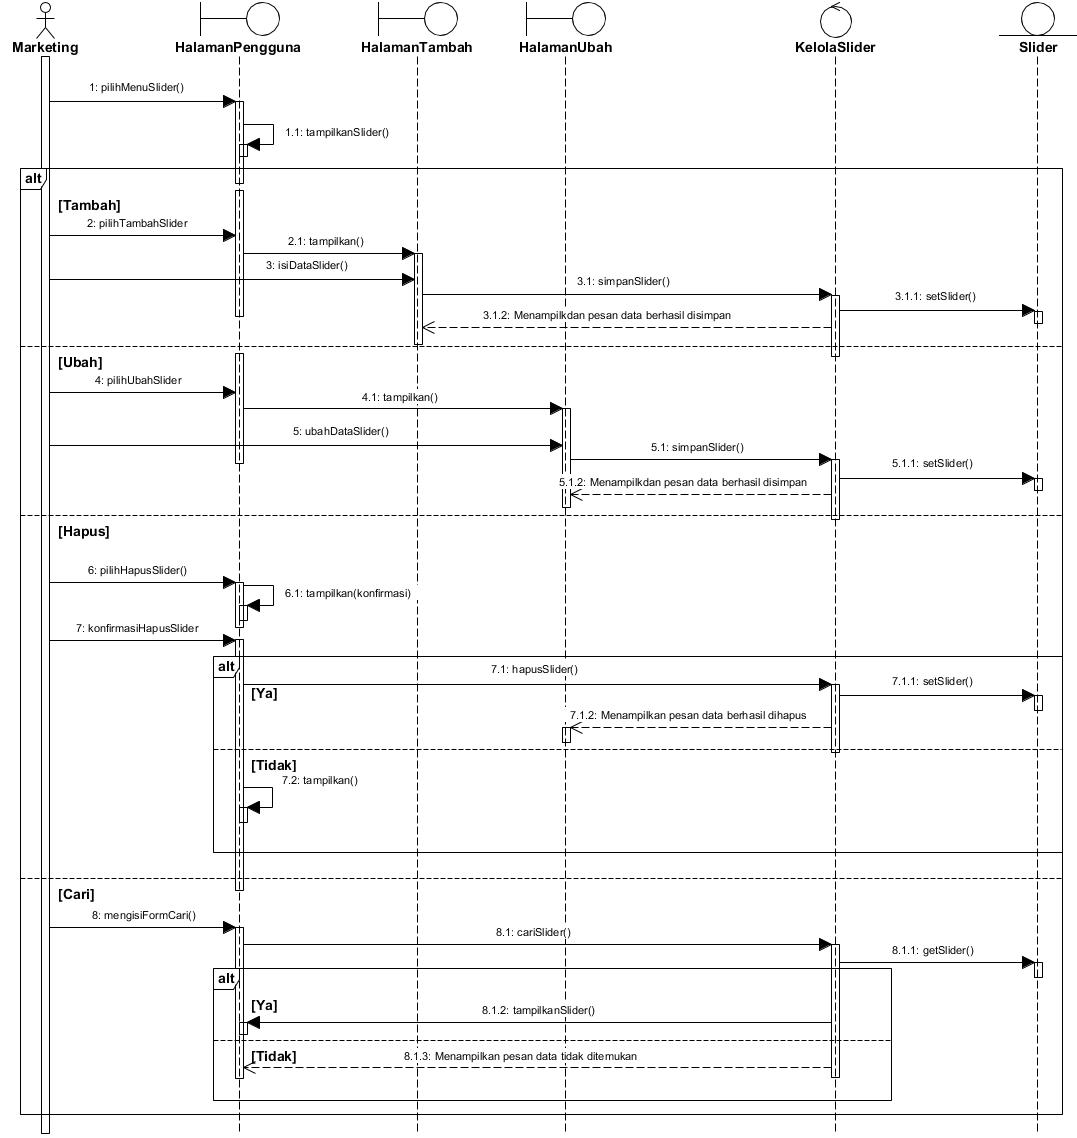 Marketing
HalamanPengguna
HalamanTambah
HalamanUbah
KelolaSlider
Slider
1: pilihMenuSlider()
1.1: tampilkanSlider()
alt
[Tambah]
2: pilihTambahSlider
2.1: tampilkan()
3: isiDataSlider()
3.1: simpanSlider()
3.1.1: setSlider()
3.1.2: Menampilkdan pesan data berhasil disimpan
[Ubah]
4: pilihUbahSlider
4.1: tampilkan()
5: ubahDataSlider()
5.1: simpanSlider()
5.1.1: setSlider()
5.1.2: Menampilkdan pesan data berhasil disimpan
[Hapus]
6: pilihHapusSlider()
6.1: tampilkan(konfirmasi)
7: konfirmasiHapusSlider
alt
7.1: hapusSlider()
7.1.1: setSlider()
[Ya]
7.1.2: Menampilkan pesan data berhasil dihapus
[Tidak]
7.2: tampilkan()
[Cari]
8: mengisiFormCari()
8.1: cariSlider()
8.1.1: getSlider()
alt
[Ya]
8.1.2: tampilkanSlider()
[Tidak]
8.1.3: Menampilkan pesan data tidak ditemukan